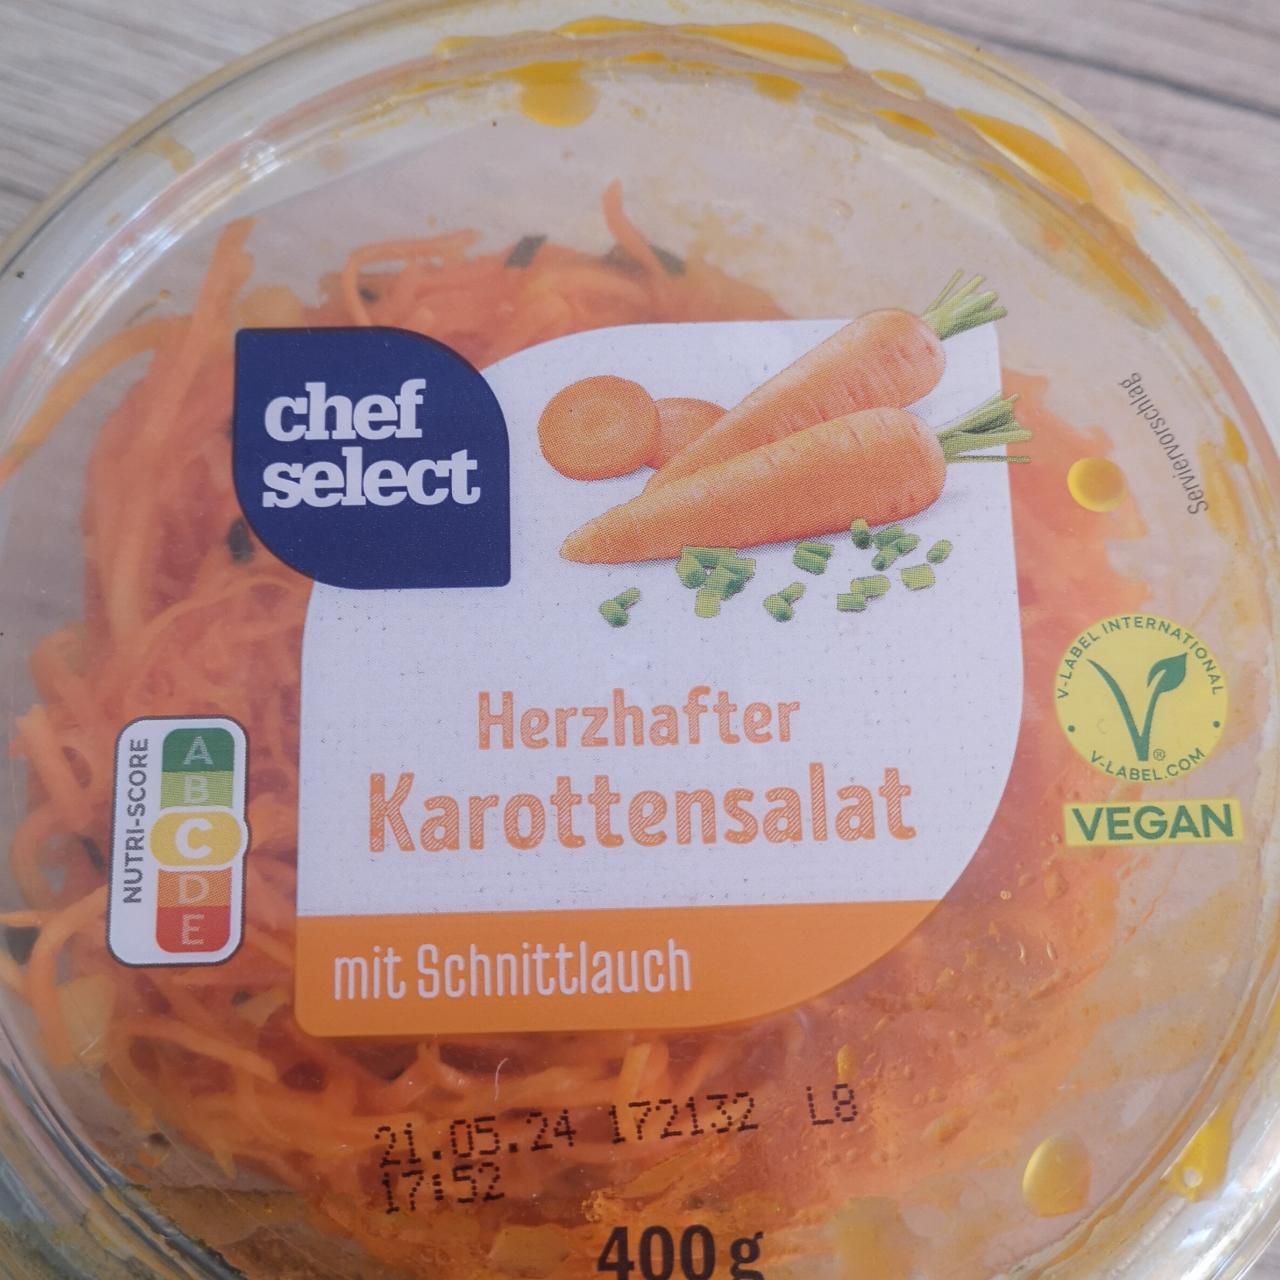 chef
select
Serviervorschlag
V-LABEL INTERNATIONAL
V-LABEL.COM
®
VEGAN
Herzhafter
Karottensalat
NUTRI-SCORE
A
B
C
D
E
mit Schnittlauch
21.05.24 172132 L8
17:52
400 g